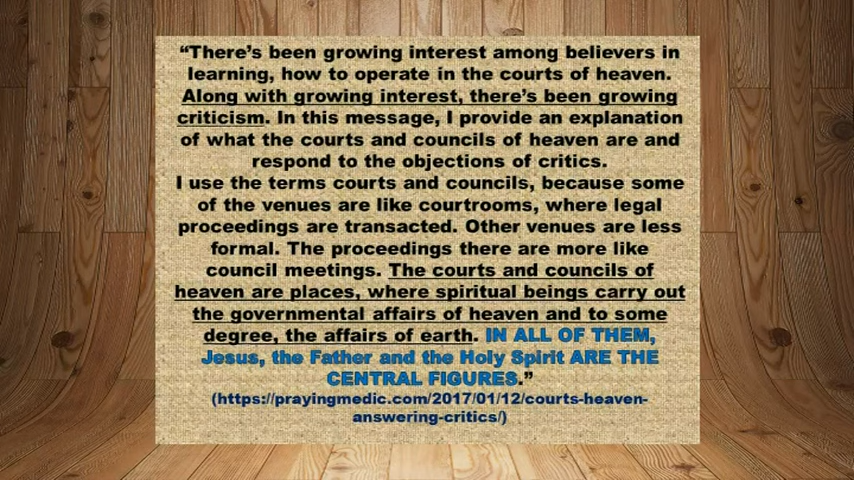 “There’s been growing interest among believers in
learning, how to operate in the courts of heaven.
Along with growing interest, there’s been growing
criticism. In this message, I provide an explanation
of what the courts and councils of heaven are and
respond to the objections of critics.
I use the terms courts and councils, because some
of the venues are like courtrooms, where legal
proceedings are transacted. Other venues are less
formal. The proceedings there are more like
council meetings. The courts and councils of
heaven are places, where spiritual beings carry out
the governmental affairs of heaven and to some
degree, the affairs of earth. IN ALL OF THEM,
Jesus, the Father and the Holy Spirit ARE THE
CENTRAL FIGURES.”
(https://prayingmedic.com/2017/01/12/courts-heaven-
answering-critics/)